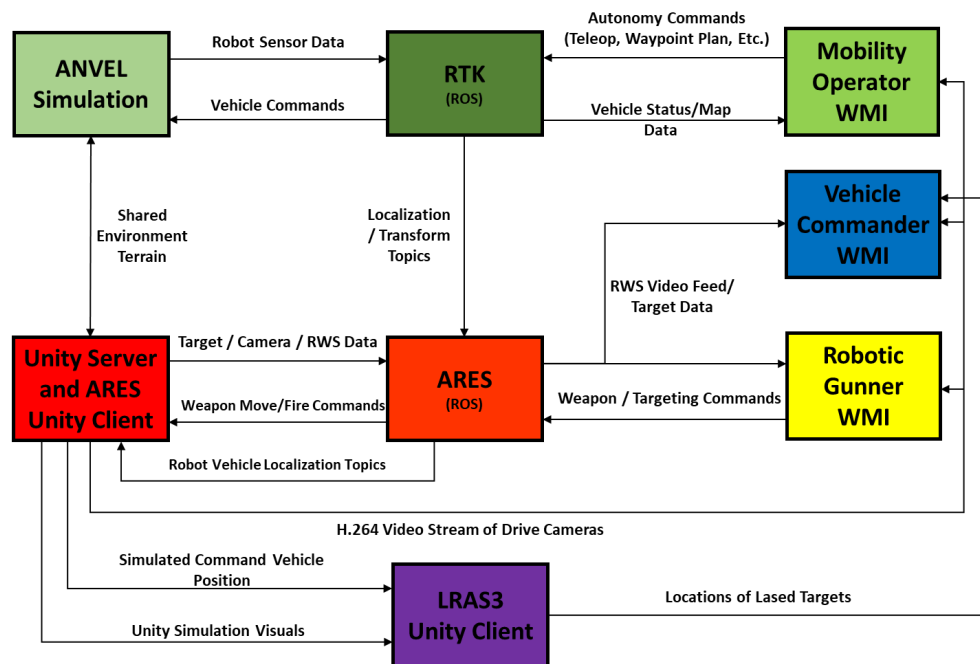 Robot Sensor Data
Autonomy Commands
(Teleop, Waypoint Plan, Etc.)
ANVEL
Simulation
RTK
(ROS)
Mobility
Operator
WMI
Vehicle Commands
Vehicle Status/Map
Data
Shared
Environment
Terrain
Localization
/ Transform
Topics
Vehicle
Commander
WMI
RWS Video Feed/
Target Data
Unity Server
and ARES
Unity Client
Target / Camera / RWS Data
ARES
(ROS)
Robotic
Gunner
WMI
Weapon Move/Fire Commands
Weapon / Targeting Commands
Robot Vehicle Localization Topics
H.264 Video Stream of Drive Cameras
Simulated Command Vehicle
Position
LRAS3
Unity Client
Locations of Lased Targets
Unity Simulation Visuals